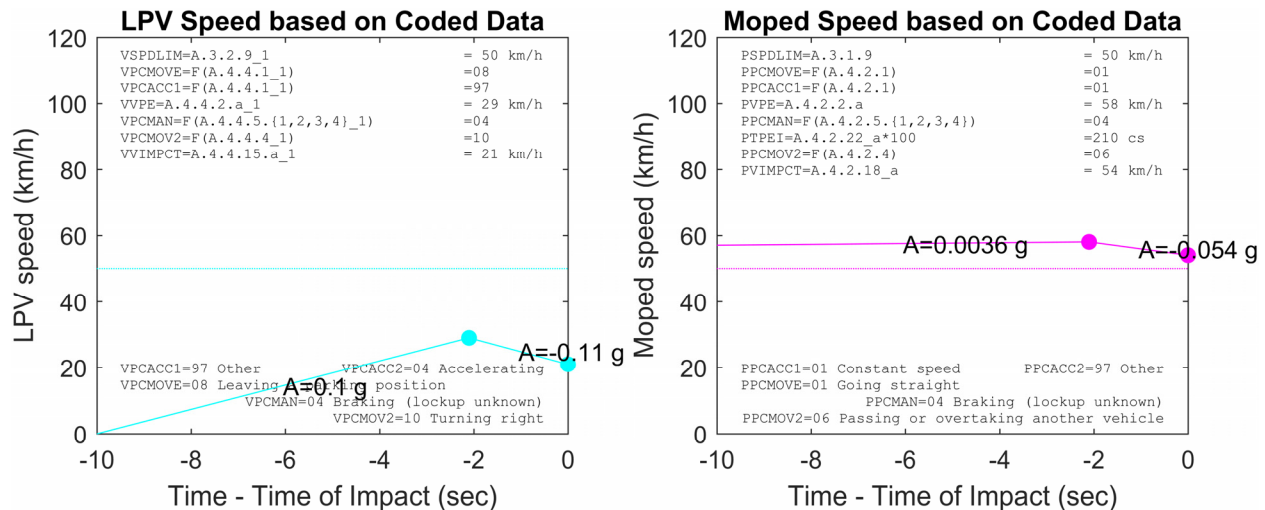 LPV Speed based on Coded Data
120
100
80
60
40
20
0
LPV speed (km/h)
VSPDLIM=A.3.2.9_1 = 50 km/h
VPCMOVE=F(A.4.4.1_1) =08
VPCACC1=F(A.4.4.1_1) =97
VVPE=A.4.4.2.a_1 = 29 km/h
VPCMAN=F(A.4.4.5.{1,2,3,4}_1) =04
VPCMOV2=F(A.4.4.4_1) =10
VVIMPCT=A.4.4.15.a_1 = 21 km/h
A=-0.11 g
A=0.1 g
VPCACC1=97 Other VPCACC2=04 Accelerating
VPCMOVE=08 Leaving a parking position
VPCMAN=04 Braking (lockup unknown)
VPCMOV2=10 Turning right
-10 -8 -6 -4 -2 0
Time - Time of Impact (sec)
Moped Speed based on Coded Data
120
100
80
60
40
20
0
Moped speed (km/h)
PSPDLIM=A.3.1.9 = 50 km/h
PPCMOVE=F(A.4.2.1) =01
PPCACC1=F(A.4.2.1) =01
PVPE=A.4.2.2.a = 58 km/h
PPCMAN=F(A.4.2.5.{1,2,3,4}) =04
PTPEI=A.4.2.22_a*100 =210 cs
PPCMOV2=F(A.4.2.4) =06
PVIMPCT=A.4.2.18_a = 54 km/h
A=0.0036 g
A=-0.054 g
PPCACC1=01 Constant speed PPCACC2=97 Other
PPCMOVE=01 Going straight
PPCMAN=04 Braking (lockup unknown)
PPCMOV2=06 Passing or overtaking another vehicle
-10 -8 -6 -4 -2 0
Time - Time of Impact (sec)